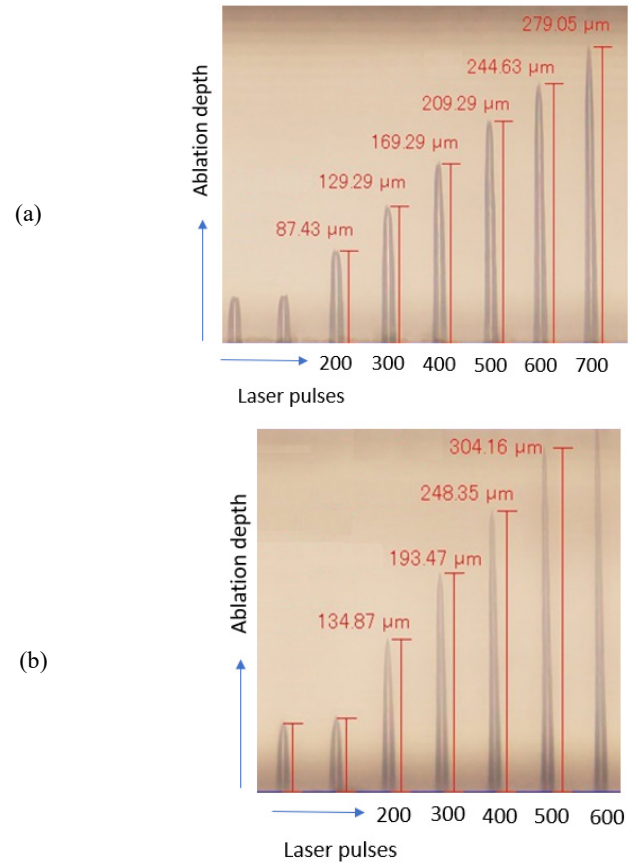 279.05 µm
244.63 µm
209.29 µm
169.29 µm
129.29 µm
87.43 µm
Ablation depth
(a)
200 300 400 500 600 700
Laser pulses
304.16 µm
248.35 µm
193.47 µm
134.87 µm
Ablation depth
(b)
200 300 400 500 600
Laser pulses